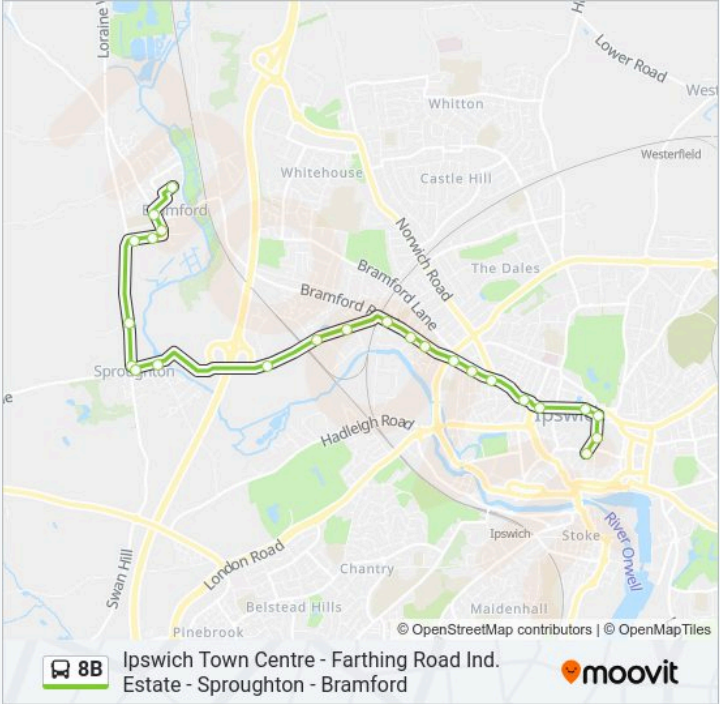 Loraine
Lower Road
Whitton
West
Westerfield
Whitehouse
Castle Hill
Bramford
Norwich Road
The Dales
Bramford Lane
Bramford R
Sproughton
Ipswic
Hadleigh Road
River Orwell
Ipswich
Stoke
Swan Hill
London Road
Chantry
Belstead Hills
Maidenhall
Pinebrook
© OpenStreetMap contributors | © OpenMapTiles
8B
Ipswich Town Centre - Farthing Road Ind.
Estate - Sproughton - Bramford
moovit